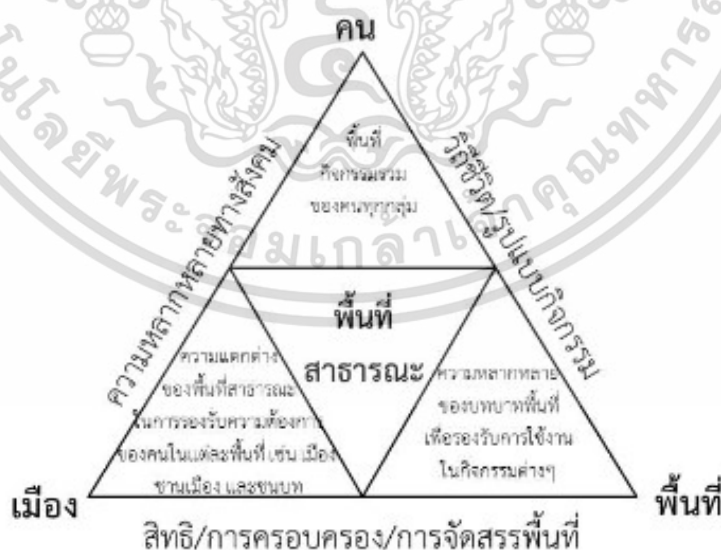 คน
พื้นที่
กิจกรรมรวม
ของคนทุกกลุ่ม
ความหลากหลายทางสังคม
วิถีชีวิต/รูปแบบกิจกรรม
พื้นที่
สาธารณะ
ความแตกต่าง
ของพื้นที่สาธารณะ
ในการรองรับความต้องการ
ของคนในแต่ละพื้นที่ เช่น เมือง
ชานเมือง และชนบท
ความหลากหลาย
ของบทบาทพื้นที่
เพื่อรองรับการใช้งาน
ในกิจกรรมต่างๆ
เมือง
พื้นที่
สิทธิ/การครอบครอง/การจัดสรรพื้นที่